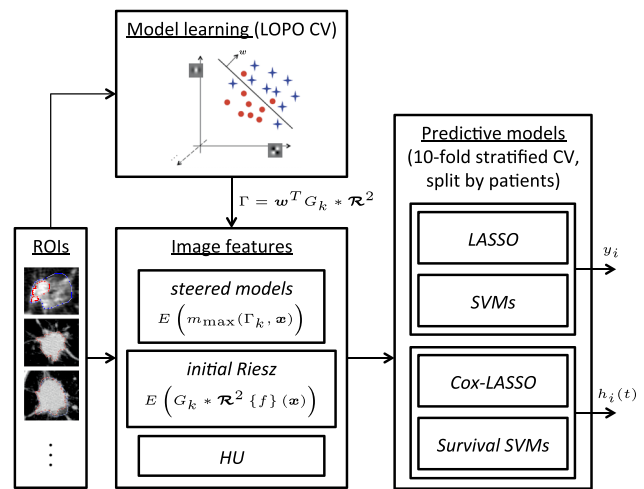 Model learning (LOPO CV)
w
...
Γ = w^T G_k * R^2
ROIs
⋮
Image features
steered models
E (m_max (Γ_k, x))
initial Riesz
E (G_k * R^2 {f} (x))
HU
Predictive models
(10-fold stratified CV,
split by patients)
LASSO
SVMs
y_i
Cox-LASSO
Survival SVMs
h_i(t)